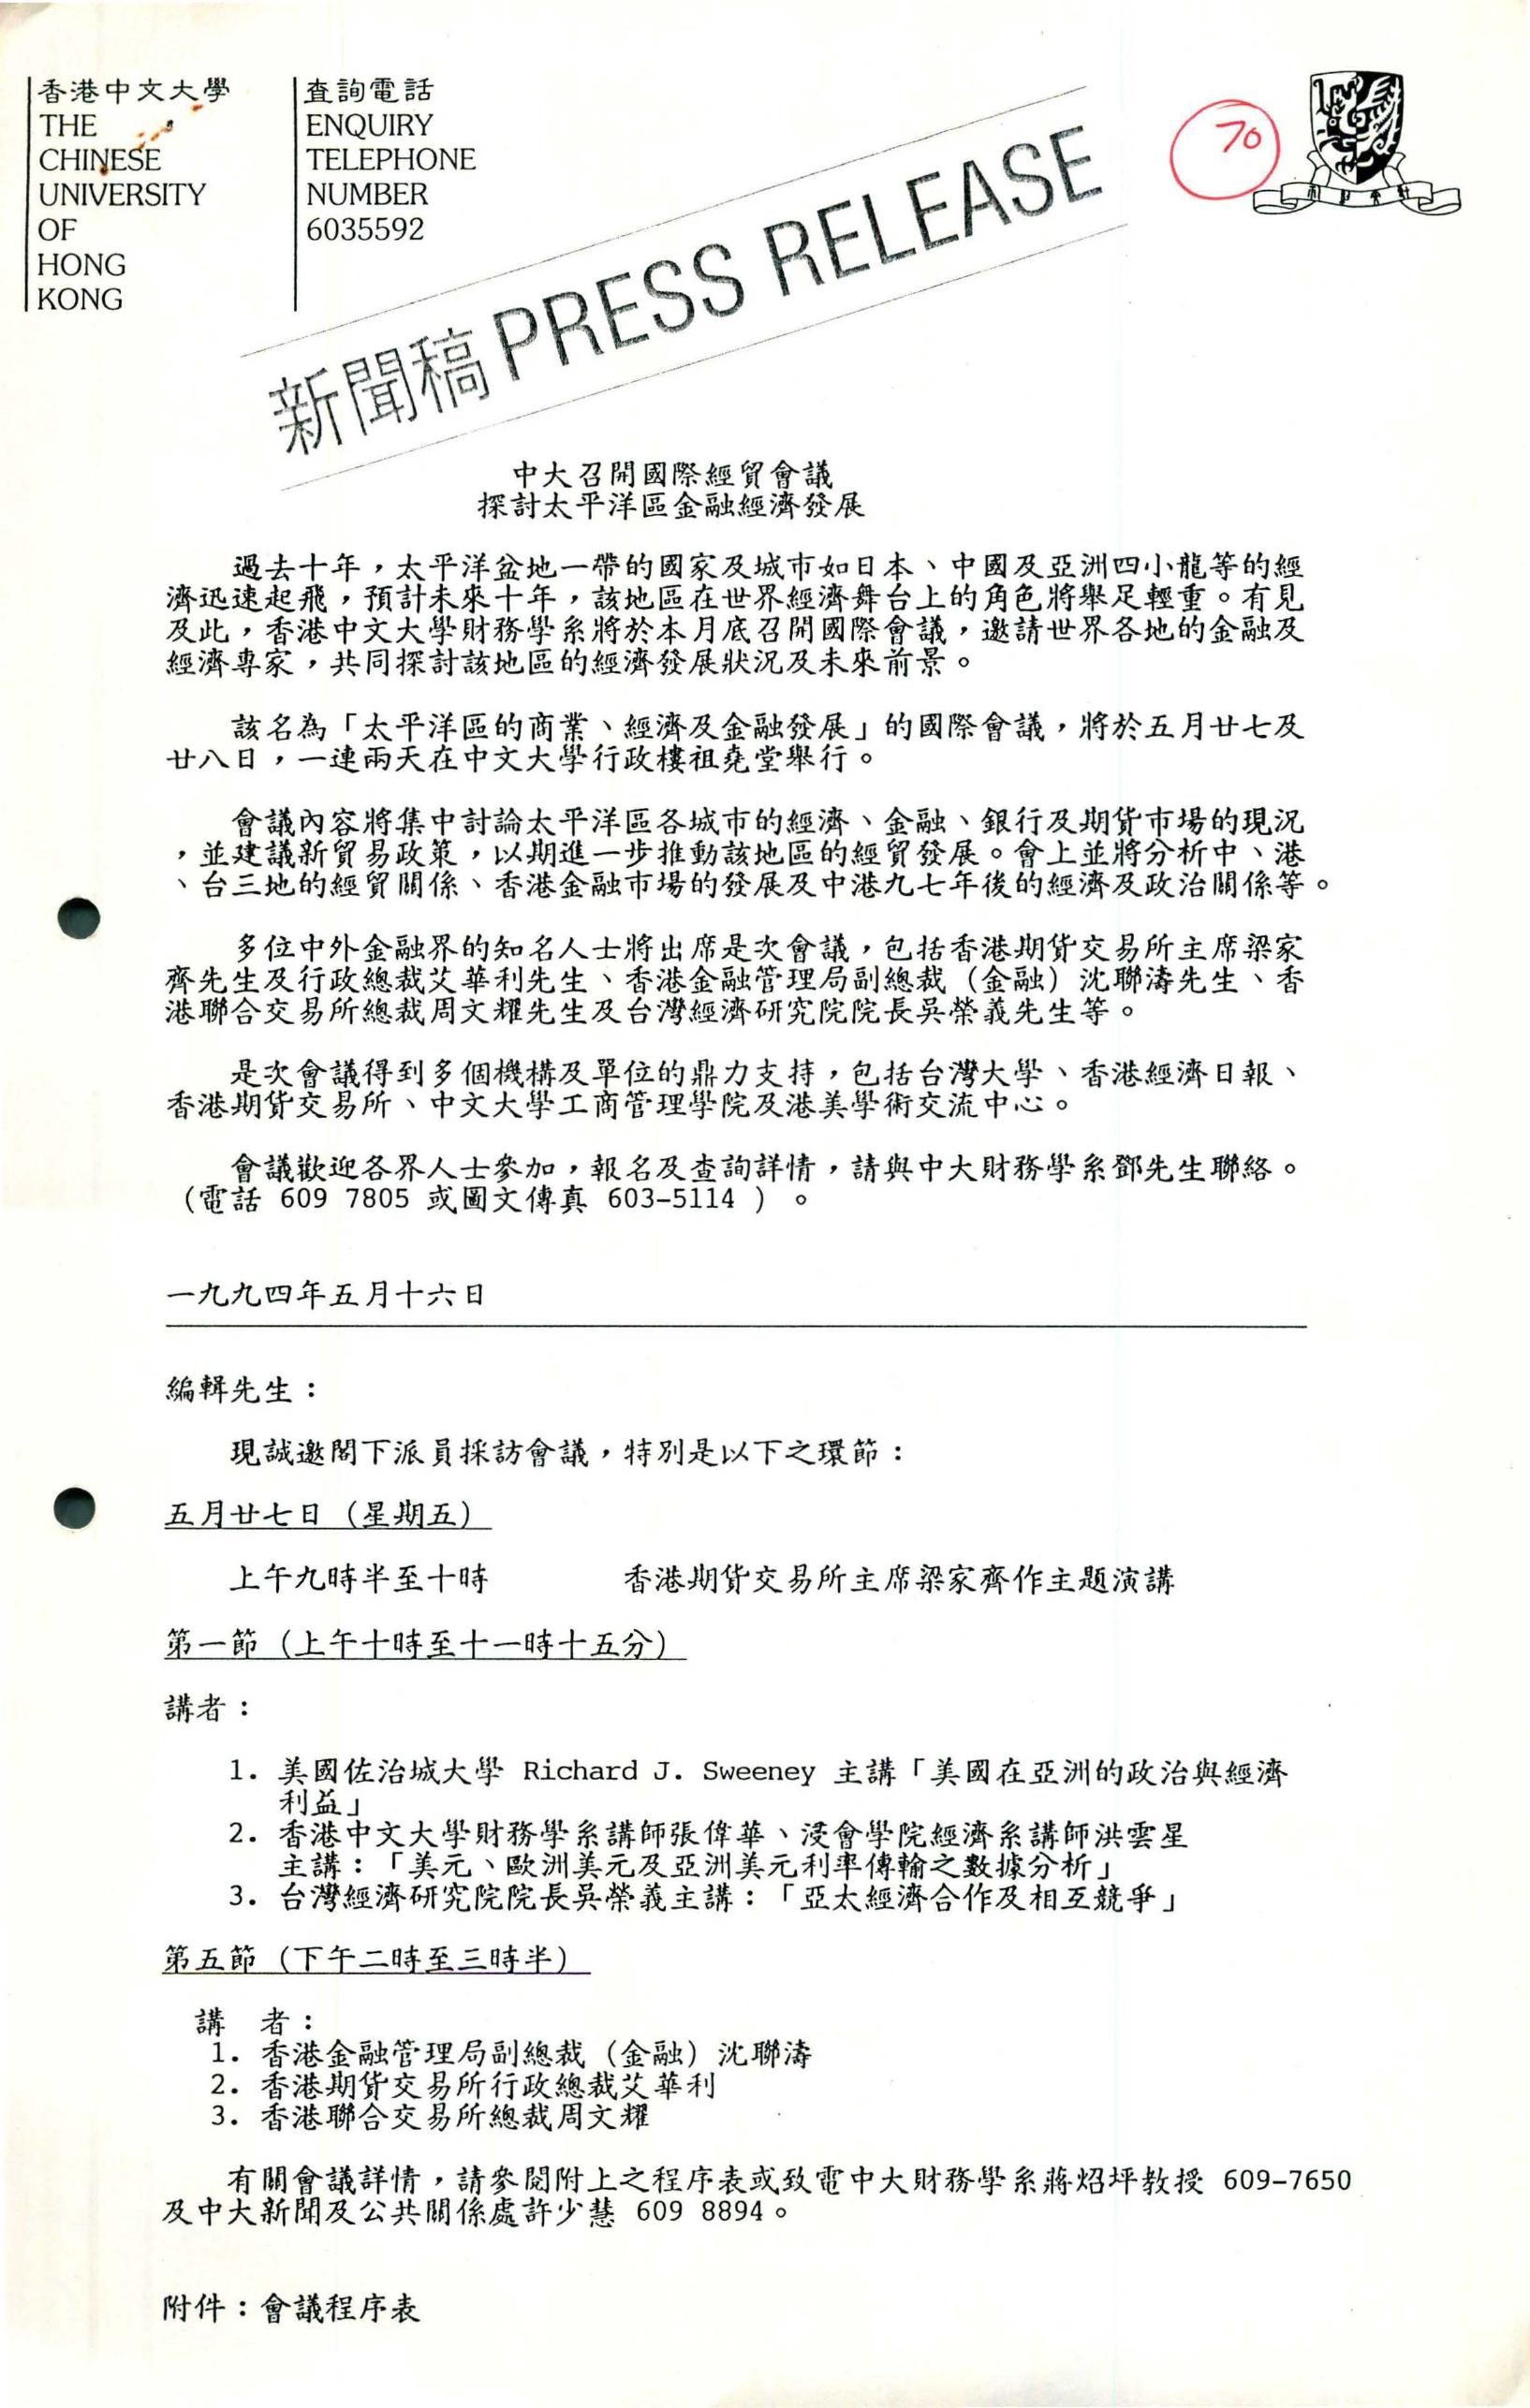 香港中文大學
THE
CHINESE
UNIVERSITY
OF
HONG
KONG
查詢電話
ENQUIRY
TELEPHONE
NUMBER
6035592
70
新聞稿 PRESS RELEASE
中大召開國際經貿會議
探討太平洋區金融經濟發展
過去十年，太平洋盆地一帶的國家及城市如日本、中國及亞洲四小龍等的經
濟迅速起飛，預計未來十年，該地區在世界經濟舞台上的角色將舉足輕重。有見
及此，香港中文大學財務學系將於本月底召開國際會議，邀請世界各地的金融及
經濟專家，共同探討該地區的經濟發展狀況及未來前景。
該名為「太平洋區的商業、經濟及金融發展」的國際會議，將於五月廿七及
廿八日，一連兩天在中文大學行政樓祖堯堂舉行。
會議內容將集中討論太平洋區各城市的經濟、金融、銀行及期貨市場的現況
，並建議新貿易政策，以期進一步推動該地區的經貿發展。會上並將分析中、港
、台三地的經貿關係、香港金融市場的發展及中港九七年後的經濟及政治關係等。
多位中外金融界的知名人士將出席是次會議，包括香港期貨交易所主席梁家
齊先生及行政總裁艾華利先生、香港金融管理局副總裁（金融）沈聯濤先生、香
港聯合交易所總裁周文耀先生及台灣經濟研究院院長吳榮義先生等。
是次會議得到多個機構及單位的鼎力支持，包括台灣大學、香港經濟日報、
香港期貨交易所、中文大學工商管理學院及港美學術交流中心。
會議歡迎各界人士參加，報名及查詢詳情，請與中大財務學系鄧先生聯絡。
（電話 609 7805 或圖文傳真 603-5114 ）。
一九九四年五月十六日
編輯先生：
現誠邀閣下派員採訪會議，特別是以下之環節：
五月廿七日（星期五）
上午九時半至十時 香港期貨交易所主席梁家齊作主題演講
第一節（上午十時至十一時十五分）
講者：
1. 美國佐治城大學 Richard J. Sweeney 主講「美國在亞洲的政治與經濟
利益」
2. 香港中文大學財務學系講師張偉華、浸會學院經濟系講師洪雲星
主講：「美元、歐洲美元及亞洲美元利率傳輸之數據分析」
3. 台灣經濟研究院院長吳榮義主講：「亞太經濟合作及相互競爭」
第五節（下午二時至三時半）
講 者：
1. 香港金融管理局副總裁（金融）沈聯濤
2. 香港期貨交易所行政總裁艾華利
3. 香港聯合交易所總裁周文耀
有關會議詳情，請參閱附上之程序表或致電中大財務學系蔣炤坪教授 609-7650
及中大新聞及公共關係處許少慧 609 8894。
附件：會議程序表